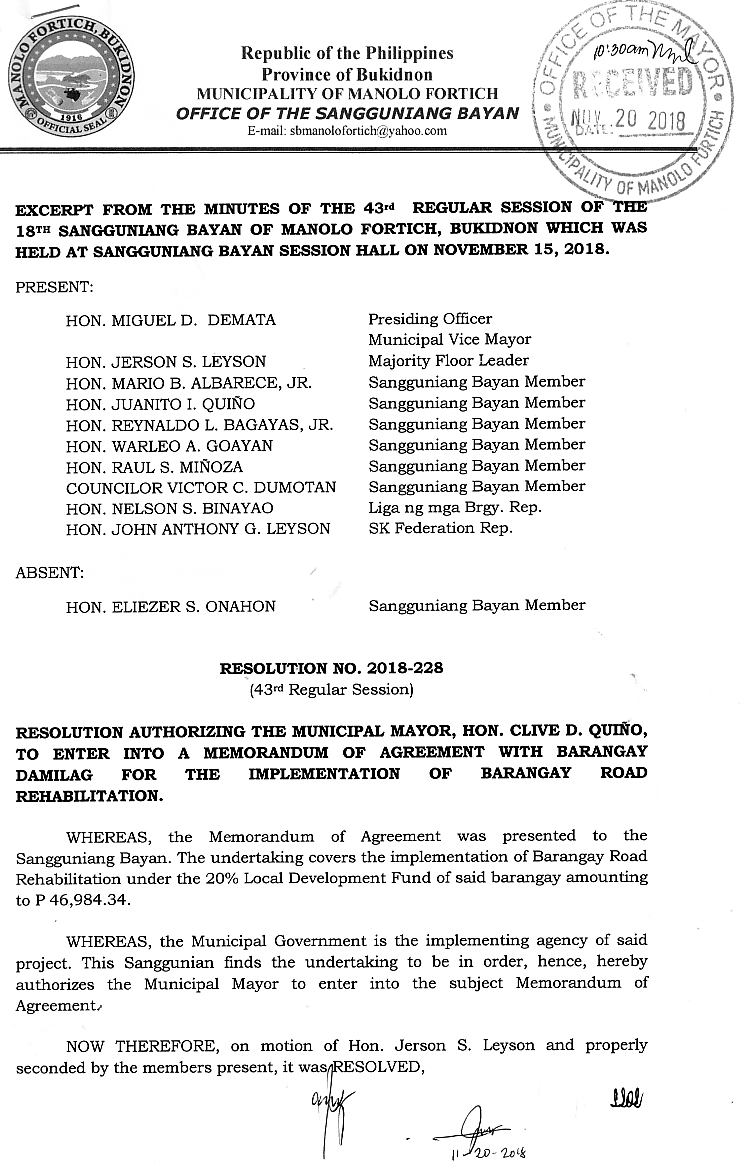 MANOLO FORTICH, BUKIDNON
1916
OFFICIAL SEAL
Republic of the Philippines
Province of Bukidnon
MUNICIPALITY OF MANOLO FORTICH
OFFICE OF THE SANGGUNIANG BAYAN
E-mail: sbmanolofortich@yahoo.com
OFFICE OF THE MAYOR
10:30am
RECEIVED
DATE: NOV. 20 2018
MUNICIPALITY OF MANOLO FORTICH
EXCERPT FROM THE MINUTES OF THE 43rd REGULAR SESSION OF THE
18TH SANGGUNIANG BAYAN OF MANOLO FORTICH, BUKIDNON WHICH WAS
HELD AT SANGGUNIANG BAYAN SESSION HALL ON NOVEMBER 15, 2018.
PRESENT:
HON. MIGUEL D. DEMATA Presiding Officer
Municipal Vice Mayor
HON. JERSON S. LEYSON Majority Floor Leader
HON. MARIO B. ALBARECE, JR. Sangguniang Bayan Member
HON. JUANITO I. QUIÑO Sangguniang Bayan Member
HON. REYNALDO L. BAGAYAS, JR. Sangguniang Bayan Member
HON. WARLEO A. GOAYAN Sangguniang Bayan Member
HON. RAUL S. MIÑOZA Sangguniang Bayan Member
COUNCILOR VICTOR C. DUMOTAN Sangguniang Bayan Member
HON. NELSON S. BINAYAO Liga ng mga Brgy. Rep.
HON. JOHN ANTHONY G. LEYSON SK Federation Rep.
ABSENT:
HON. ELIEZER S. ONAHON Sangguniang Bayan Member
RESOLUTION NO. 2018-228
(43rd Regular Session)
RESOLUTION AUTHORIZING THE MUNICIPAL MAYOR, HON. CLIVE D. QUIÑO,
TO ENTER INTO A MEMORANDUM OF AGREEMENT WITH BARANGAY
DAMILAG FOR THE IMPLEMENTATION OF BARANGAY ROAD
REHABILITATION.
WHEREAS, the Memorandum of Agreement was presented to the
Sangguniang Bayan. The undertaking covers the implementation of Barangay Road
Rehabilitation under the 20% Local Development Fund of said barangay amounting
to P 46,984.34.
WHEREAS, the Municipal Government is the implementing agency of said
project. This Sanggunian finds the undertaking to be in order, hence, hereby
authorizes the Municipal Mayor to enter into the subject Memorandum of
Agreement.
NOW THEREFORE, on motion of Hon. Jerson S. Leyson and properly
seconded by the members present, it was RESOLVED,
11-20-2018